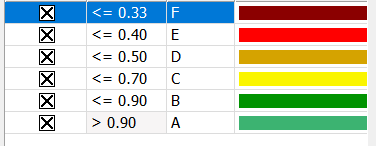 <= 0.33 F
<= 0.40 E
<= 0.50 D
<= 0.70 C
<= 0.90 B
> 0.90 A